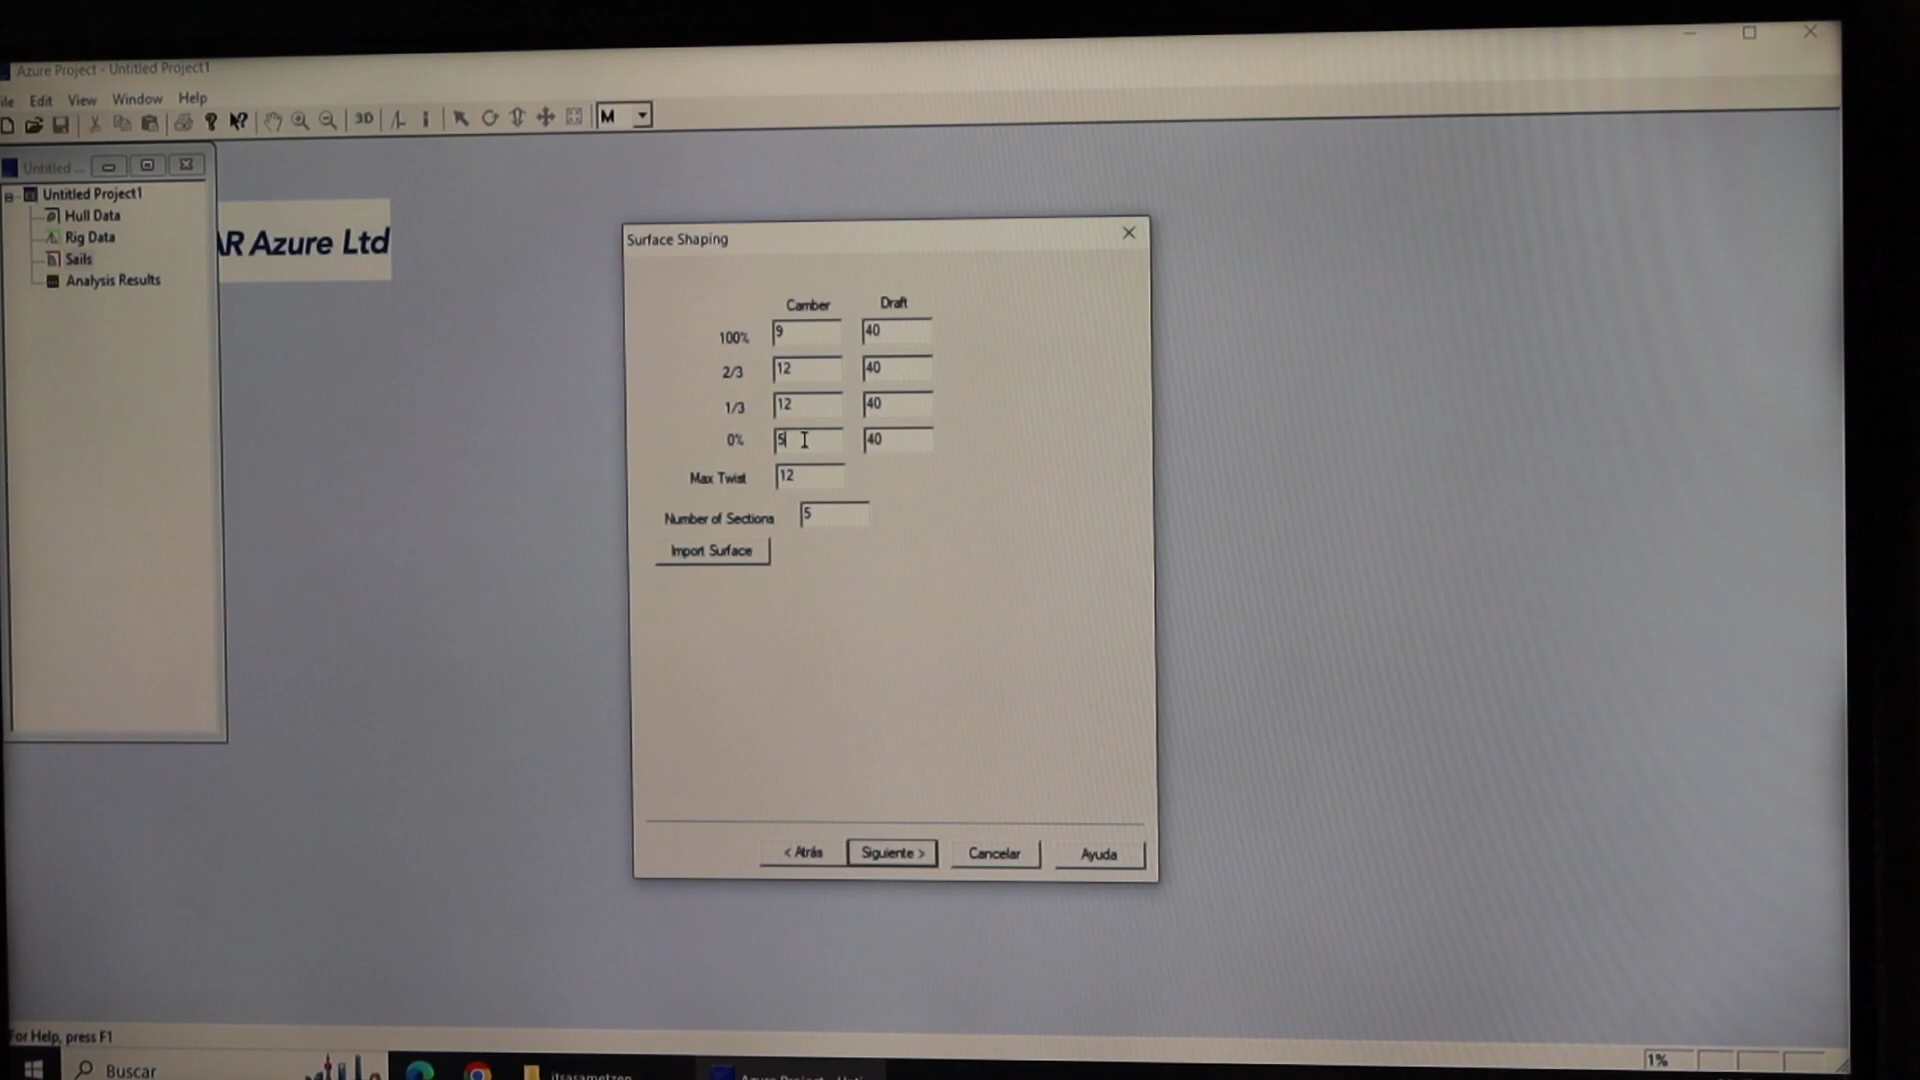 Azure Project - Untitled Project1
Edit View Window Help
3D M
Untitled ...
Untitled Project1
Hull Data
Rig Data
Sails
Analysis Results
AR Azure Ltd
Surface Shaping
Camber Draft
100% 9 40
2/3 12 40
1/3 12 40
0% 5 40
Max Twist 12
Number of Sections 5
Import Surface
< Atrás Siguiente > Cancelar Ayuda
For Help, press F1
1%
Buscar
itsasametzen